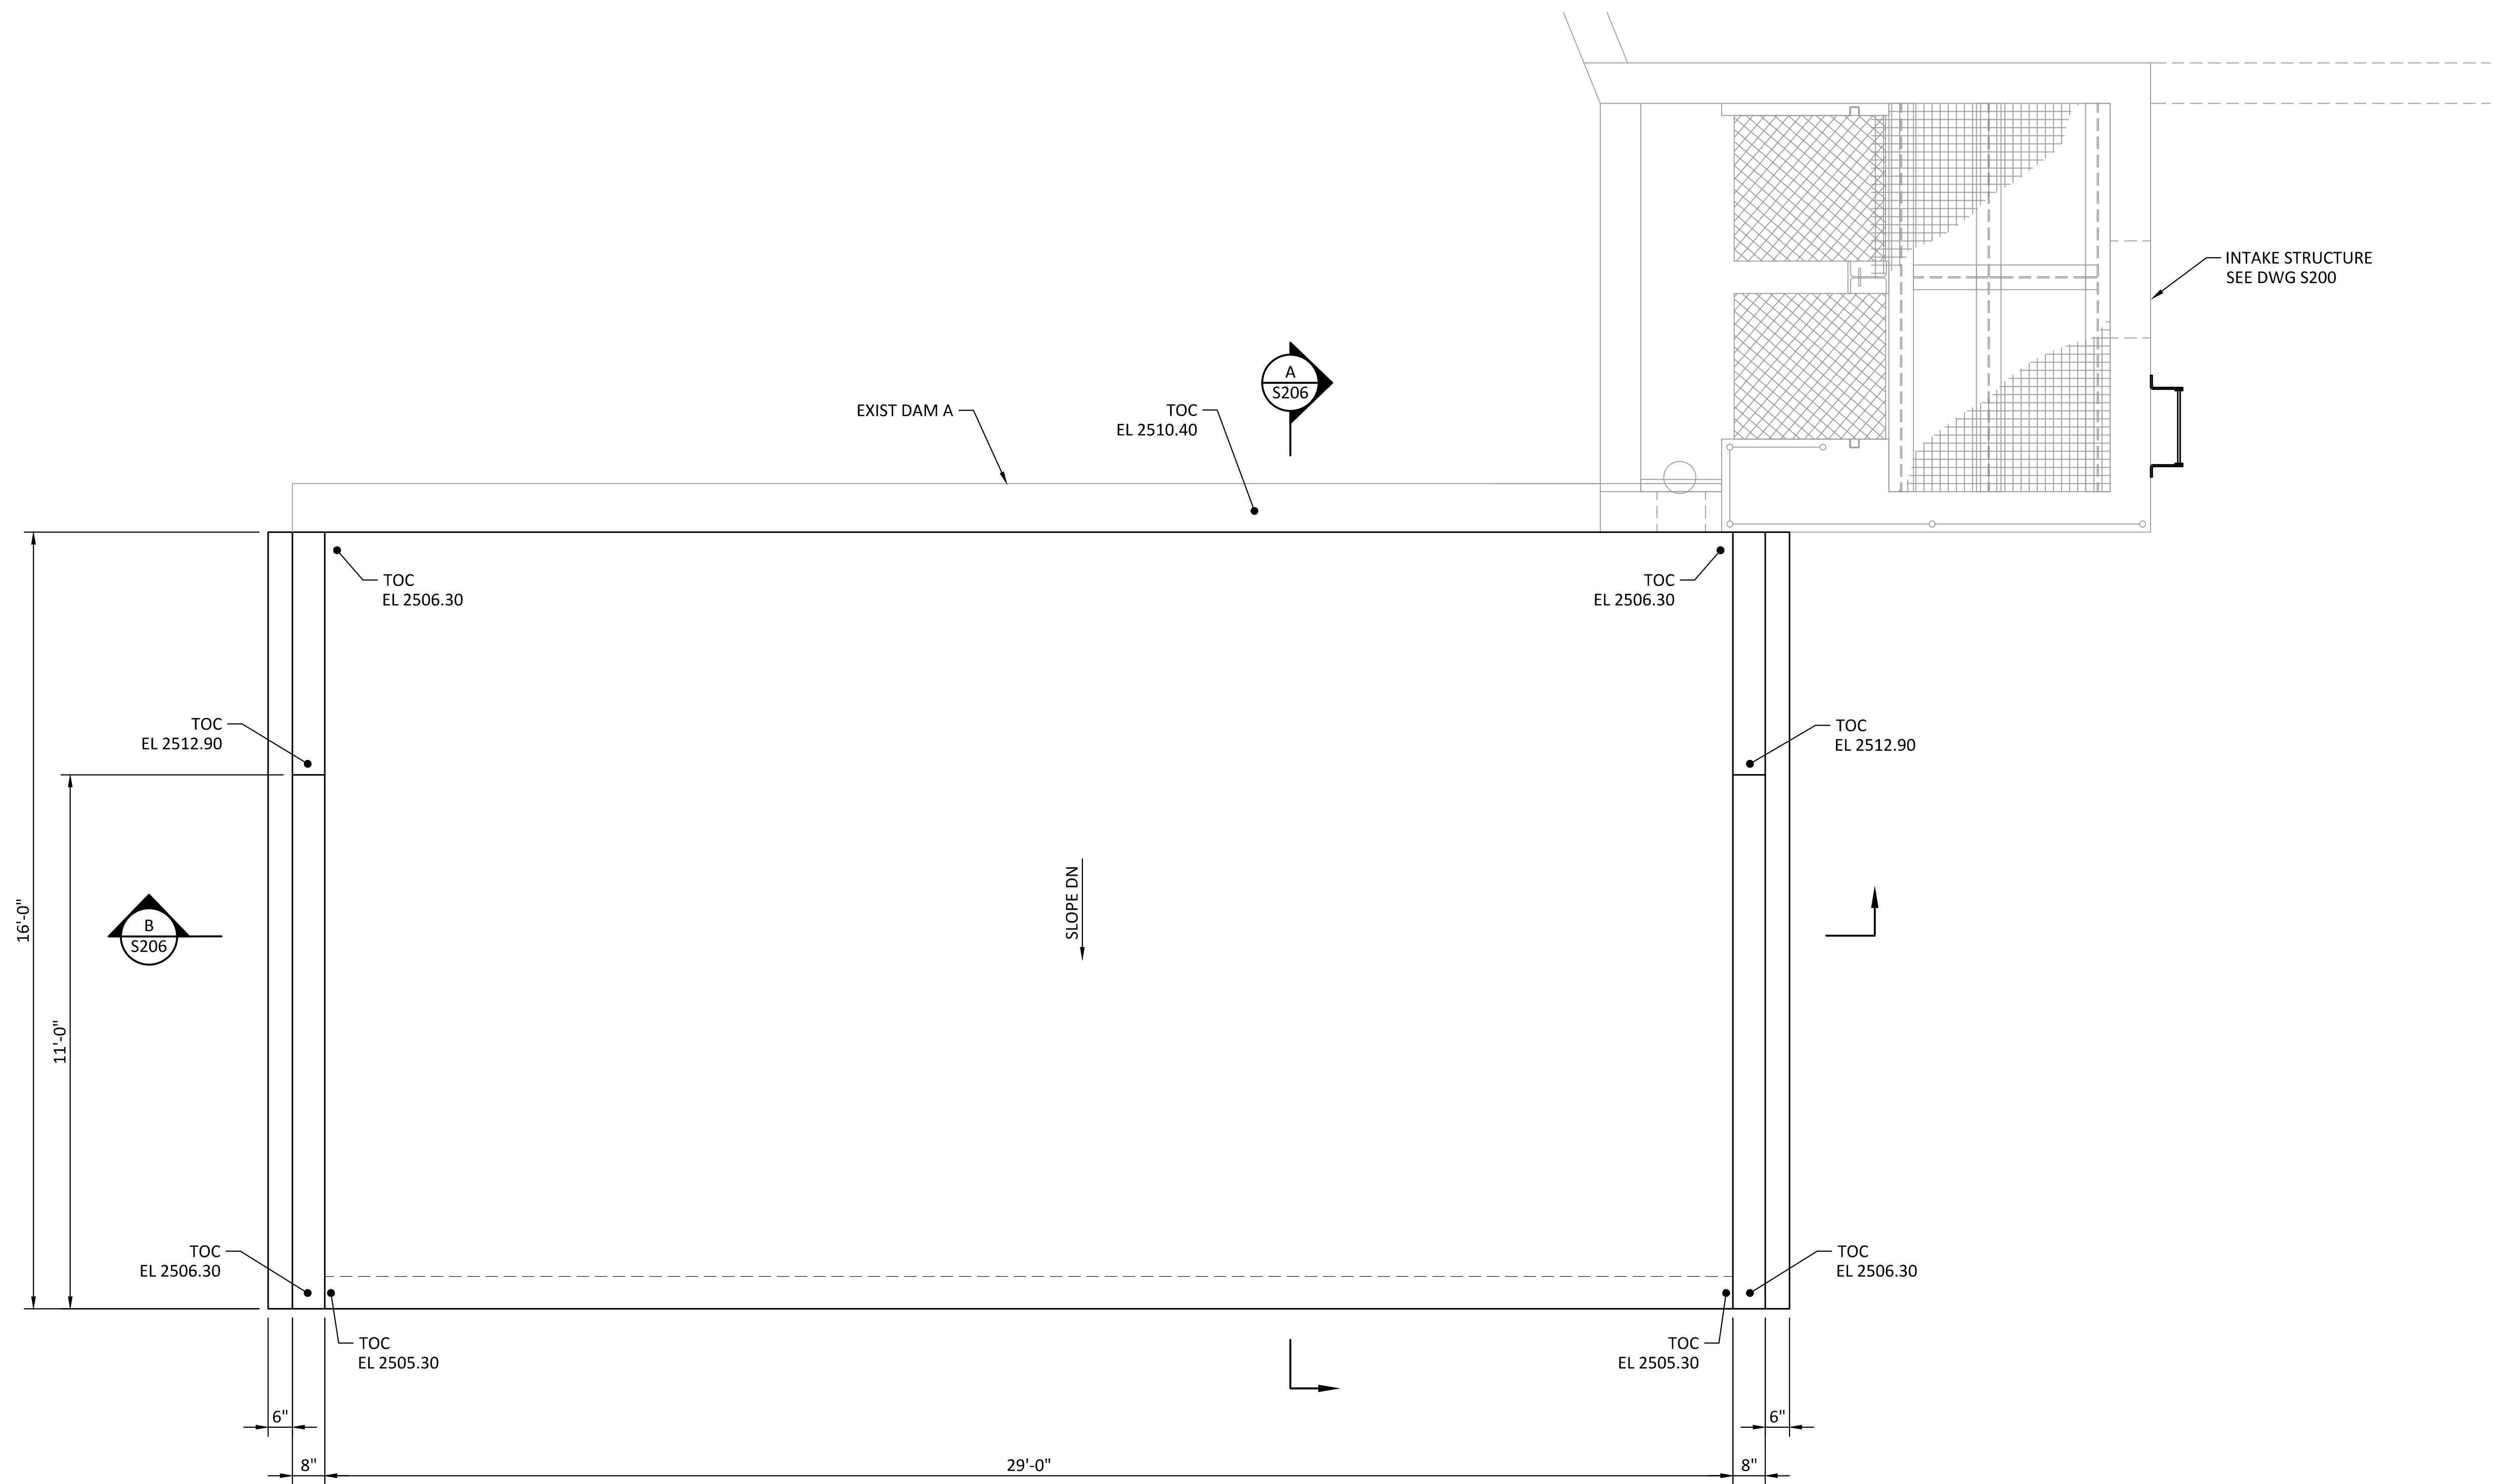 INTAKE STRUCTURE
SEE DWG S200
A
S206
EXIST DAM A
TOC
EL 2510.40
TOC
EL 2506.30
TOC
EL 2506.30
TOC
EL 2512.90
TOC
EL 2512.90
SLOPE DN
16'-0"
11'-0"
B
S206
TOC
EL 2506.30
TOC
EL 2506.30
TOC
EL 2505.30
TOC
EL 2505.30
6"
6"
8"
29'-0"
8"